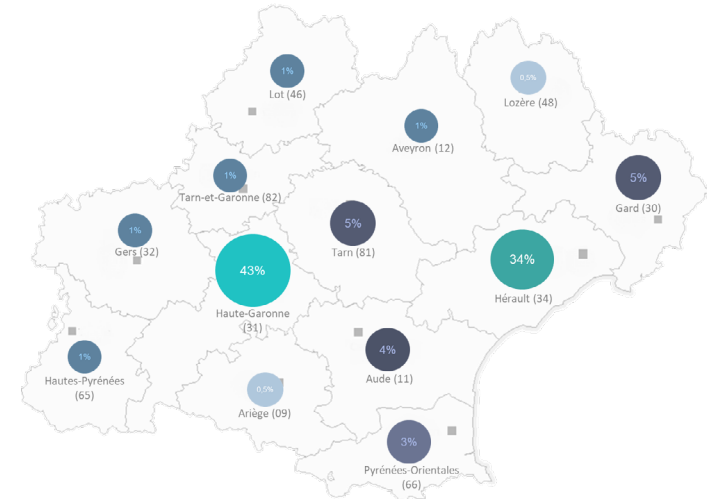 1%
Lot (46)
0,5%
Lozère (48)
1%
Aveyron (12)
1%
Tarn-et-Garonne (82)
5%
Gard (30)
1%
Gers (32)
5%
Tarn (81)
43%
Haute-Garonne
(31)
34%
Hérault (34)
1%
Hautes-Pyrénées
(65)
4%
Aude (11)
0,5%
Ariège (09)
3%
Pyrénées-Orientales
(66)